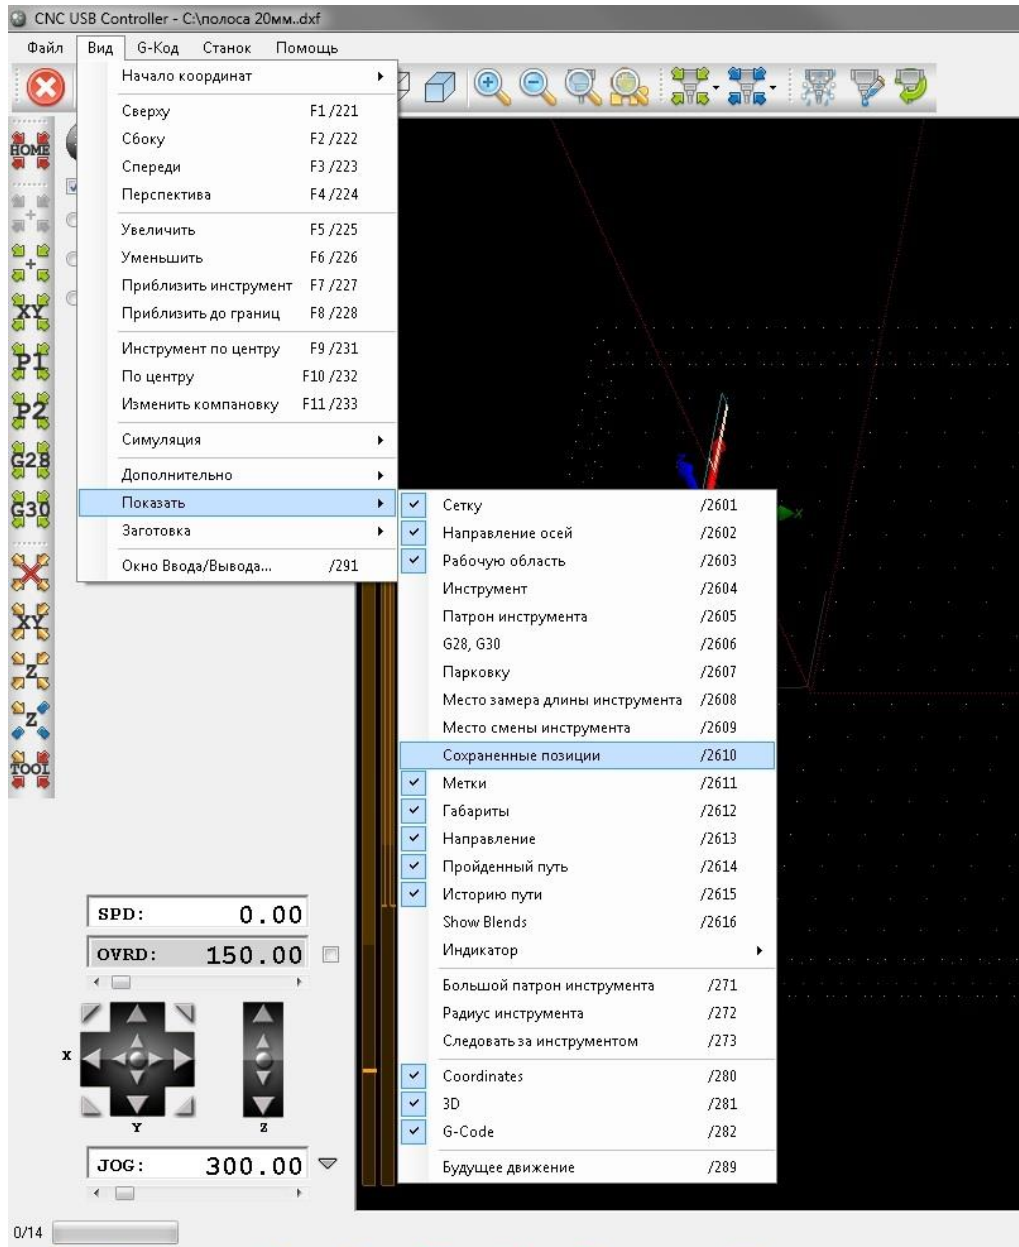 CNC USB Controller - C:\полоса 20мм..dxf
Файл Вид G-Код Станок Помощь
Начало координат
Сверху F1 /221
Сбоку F2 /222
Спереди F3 /223
Перспектива F4 /224
Увеличить F5 /225
Уменьшить F6 /226
Приблизить инструмент F7 /227
Приблизить до границ F8 /228
Инструмент по центру F9 /231
По центру F10 /232
Изменить компановку F11 /233
Симуляция
Дополнительно
Показать
Заготовка
Окно Ввода/Вывода... /291
HOME
XY
P1
P2
G28
G30
XY
Z
Z
TOOL
Z
X
Сетку /2601
Направление осей /2602
Рабочую область /2603
Инструмент /2604
Патрон инструмента /2605
G28, G30 /2606
Парковку /2607
Место замера длины инструмента /2608
Место смены инструмента /2609
Сохраненные позиции /2610
Метки /2611
Габариты /2612
Направление /2613
Пройденный путь /2614
Историю пути /2615
Show Blends /2616
Индикатор
Большой патрон инструмента /271
Радиус инструмента /272
Следовать за инструментом /273
Coordinates /280
3D /281
G-Code /282
Будущее движение /289
SPD: 0.00
OVRD: 150.00
X
Y Z
JOG: 300.00
0/14